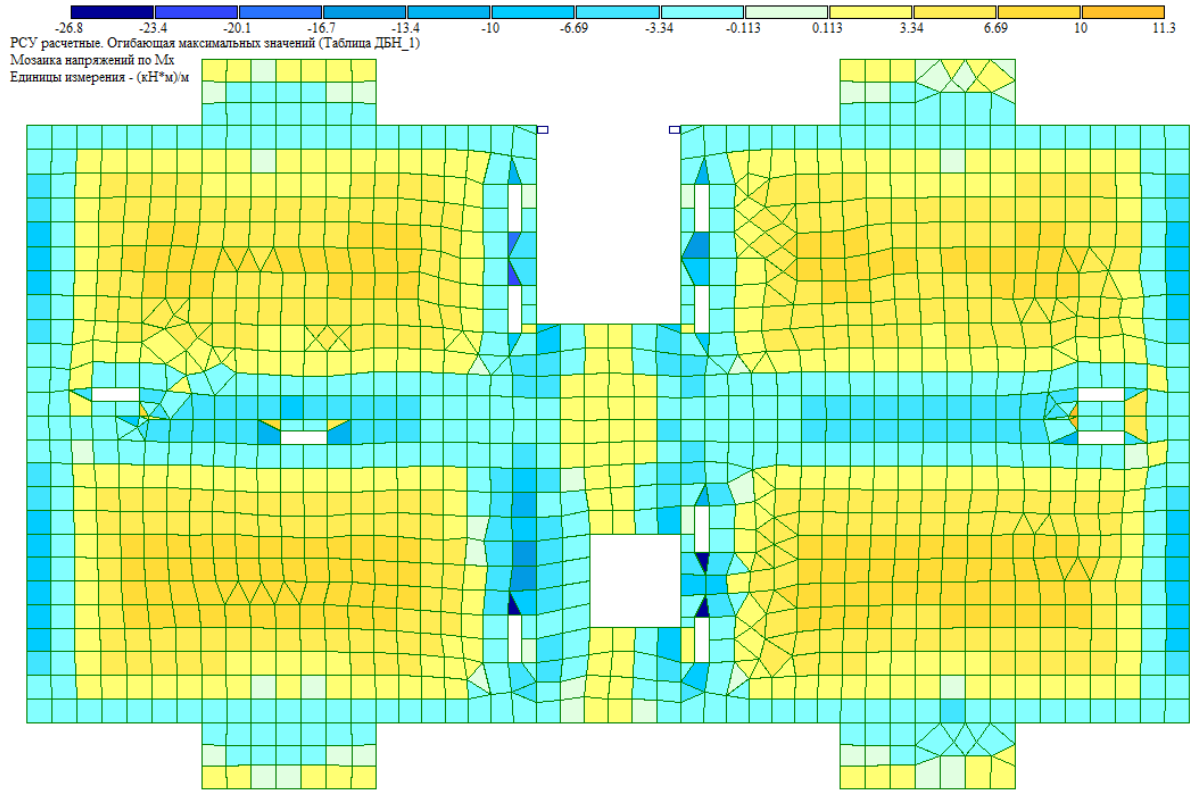 -26.8 -23.4 -20.1 -16.7 -13.4 -10 -6.69 -3.34 -0.113 0.113 3.34 6.69 10 11.3
РСУ расчетные. Огибающая максимальных значений (Таблица ДБН_1)
Мозаика напряжений по Mx
Единицы измерения - (кН*м)/м